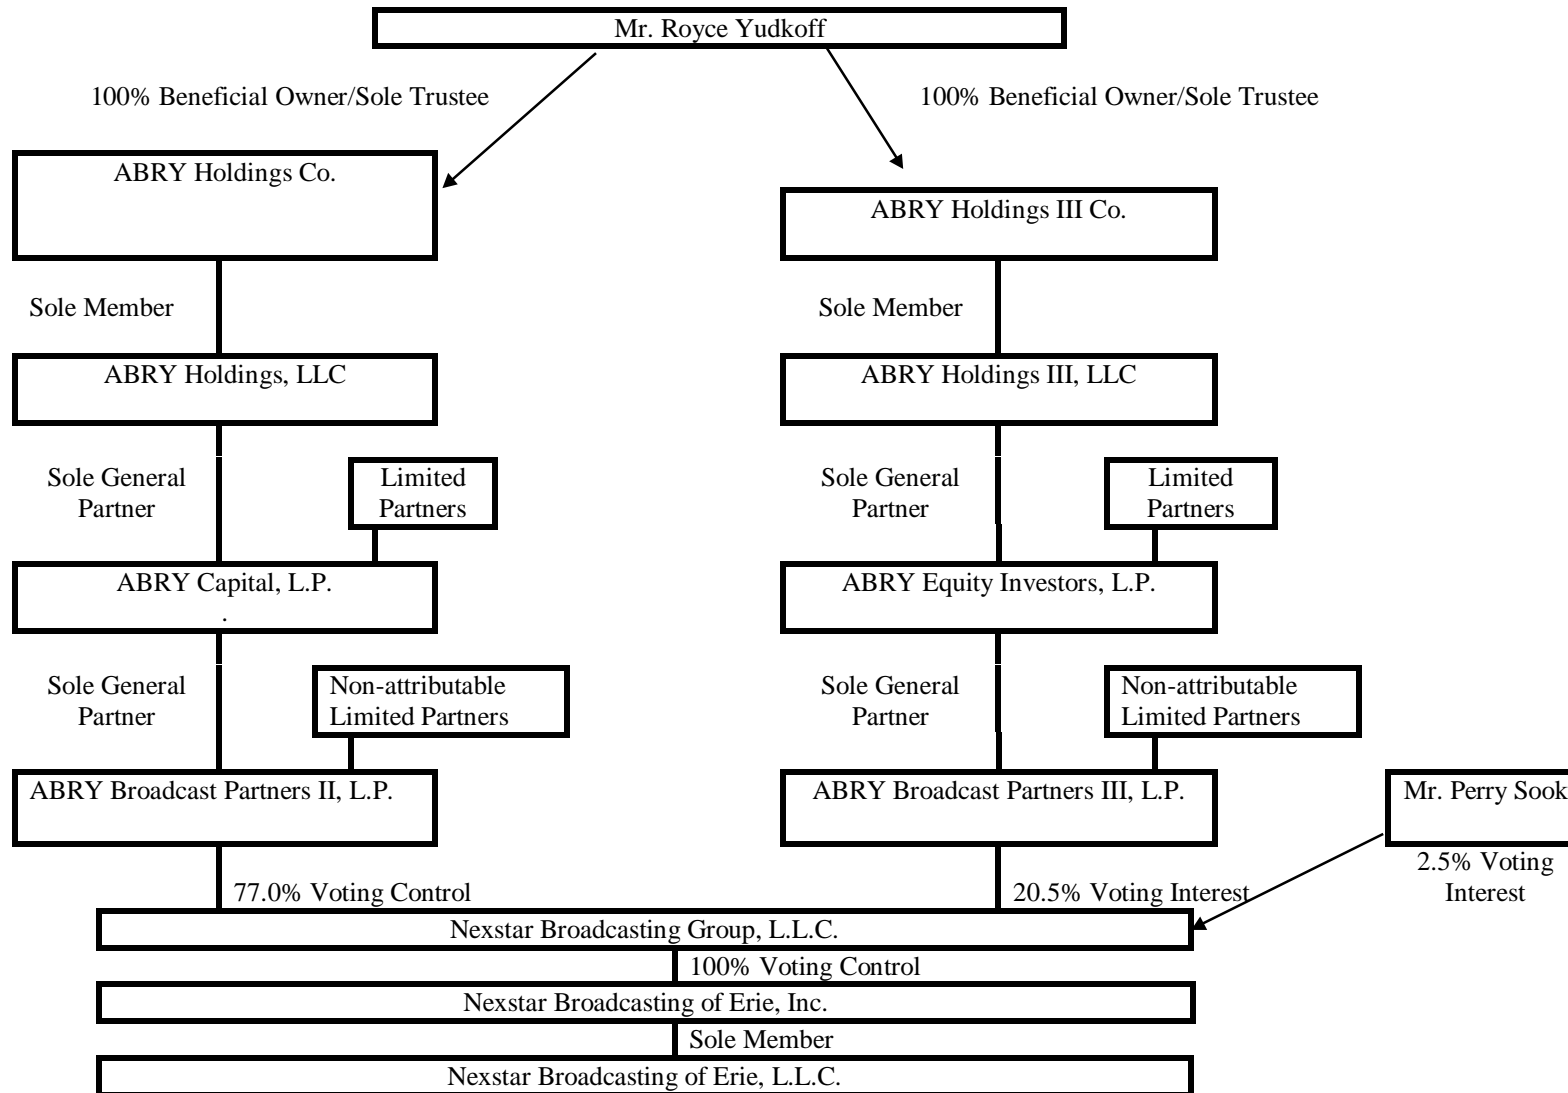 Mr. Royce Yudkoff
100% Beneficial Owner/Sole Trustee
100% Beneficial Owner/Sole Trustee
ABRY Holdings Co.
ABRY Holdings III Co.
Sole Member
Sole Member
ABRY Holdings, LLC
ABRY Holdings III, LLC
Sole General
Partner
Limited
Partners
Sole General
Partner
Limited
Partners
ABRY Capital, L.P.
.
ABRY Equity Investors, L.P.
Sole General
Partner
Non-attributable
Limited Partners
Sole General
Partner
Non-attributable
Limited Partners
ABRY Broadcast Partners II, L.P.
ABRY Broadcast Partners III, L.P.
Mr. Perry Sook
2.5% Voting
Interest
77.0% Voting Control
20.5% Voting Interest
Nexstar Broadcasting Group, L.L.C.
100% Voting Control
Nexstar Broadcasting of Erie, Inc.
Sole Member
Nexstar Broadcasting of Erie, L.L.C.